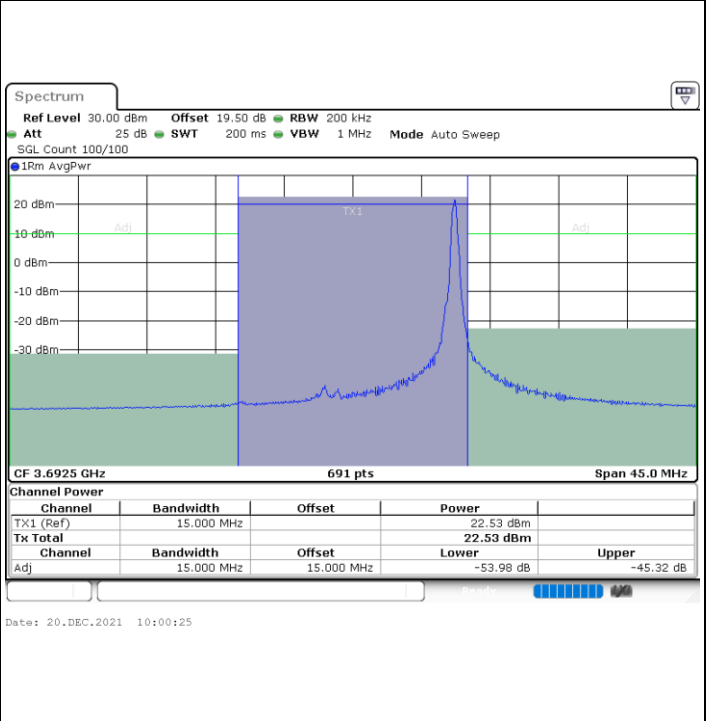 Spectrum
Ref Level 30.00 dBm Offset 19.50 dB RBW 200 kHz
Att 25 dB SWT 200 ms VBW 1 MHz Mode Auto Sweep
SGL Count 100/100
1Rm AvgPwr
TX1
20 dBm
Adj Adj
10 dBm
0 dBm
-10 dBm
-20 dBm
-30 dBm
CF 3.6925 GHz 691 pts Span 45.0 MHz
Channel Power
Channel Bandwidth Offset Power
TX1 (Ref) 15.000 MHz 22.53 dBm
Tx Total 22.53 dBm
Channel Bandwidth Offset Lower Upper
Adj 15.000 MHz 15.000 MHz -53.98 dB -45.32 dB
Ready
Date: 20.DEC.2021 10:00:25